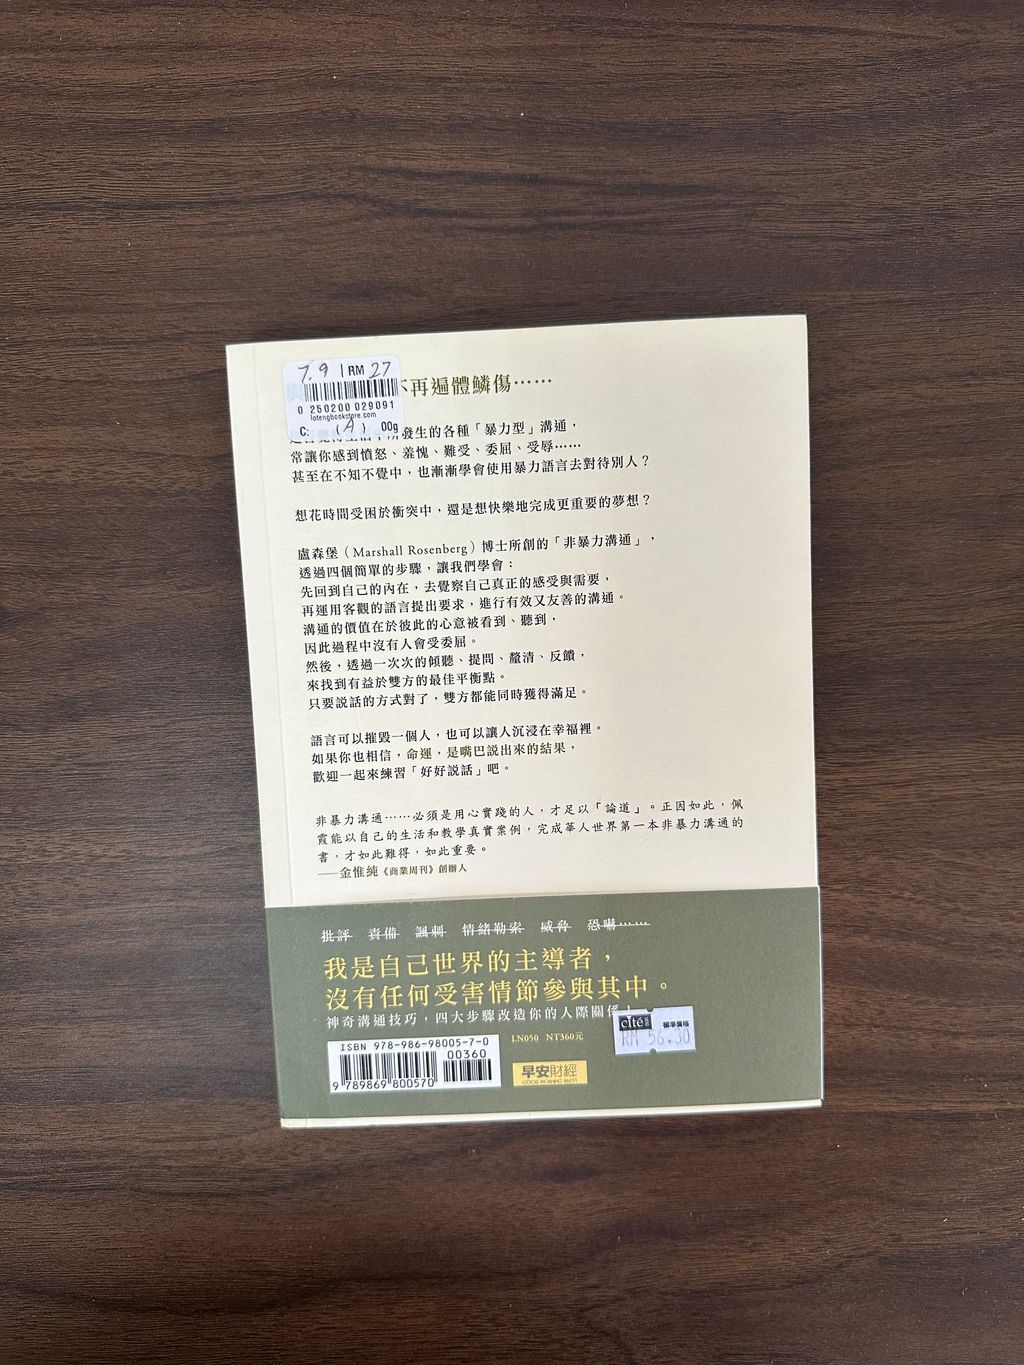 7.9 | RM 27
0 250200 029091
lotengbookstore.com
C: (A) 00g
不再遍體鱗傷……
發生的各種「暴力型」溝通，
常讓你感到憤怒、羞愧、難受、委屈、受辱……
甚至在不知不覺中，也漸漸學會使用暴力語言去對待別人？
想花時間受困於衝突中，還是想快樂地完成更重要的夢想？
盧森堡（Marshall Rosenberg）博士所創的「非暴力溝通」，
透過四個簡單的步驟，讓我們學會：
先回到自己的內在，去覺察自己真正的感受與需要，
再運用客觀的語言提出要求，進行有效又友善的溝通。
溝通的價值在於彼此的心意被看到、聽到，
因此過程中沒有人會受委屈。
然後，透過一次次的傾聽、提問、釐清、反饋，
來找到有益於雙方的最佳平衡點。
只要說話的方式對了，雙方都能同時獲得滿足。
語言可以摧毀一個人，也可以讓人沉浸在幸福裡。
如果你也相信，命運，是嘴巴說出來的結果，
歡迎一起來練習「好好說話」吧。
非暴力溝通……必須是用心實踐的人，才足以「論道」。正因如此，佩
霞能以自己的生活和教學真實案例，完成華人世界第一本非暴力溝通的
書，才如此難得，如此重要。
——金惟純《商業周刊》創辦人
批評 責備 諷刺 情緒勒索 威脅 恐嚇……
我是自己世界的主導者，
沒有任何受害情節參與其中。
神奇溝通技巧，四大步驟改造你的人際關係！
cité 標準價格
RM 56.30
ISBN 978-986-98005-7-0
00360
9 789869 800570
LN050 NT360元
早安財經
GOOD MORNING PRESS